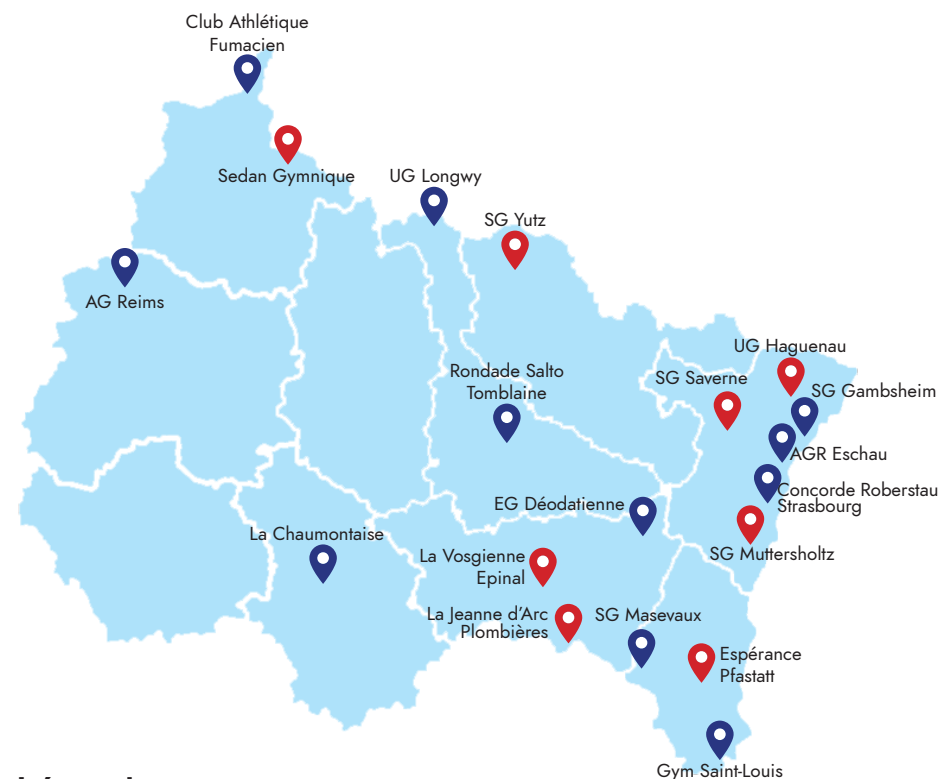 Club Athlétique
Fumacien
Sedan Gymnique
UG Longwy
SG Yutz
AG Reims
UG Haguenau
Rondade Salto
Tomblaine
SG Saverne
SG Gambsheim
AGR Eschau
Concorde Roberstau
Strasbourg
EG Déodatienne
La Chaumontaise
SG Muttersholtz
La Vosgienne
Epinal
La Jeanne d'Arc
Plombières
SG Masevaux
Espérance
Pfastatt
Gym Saint-Louis